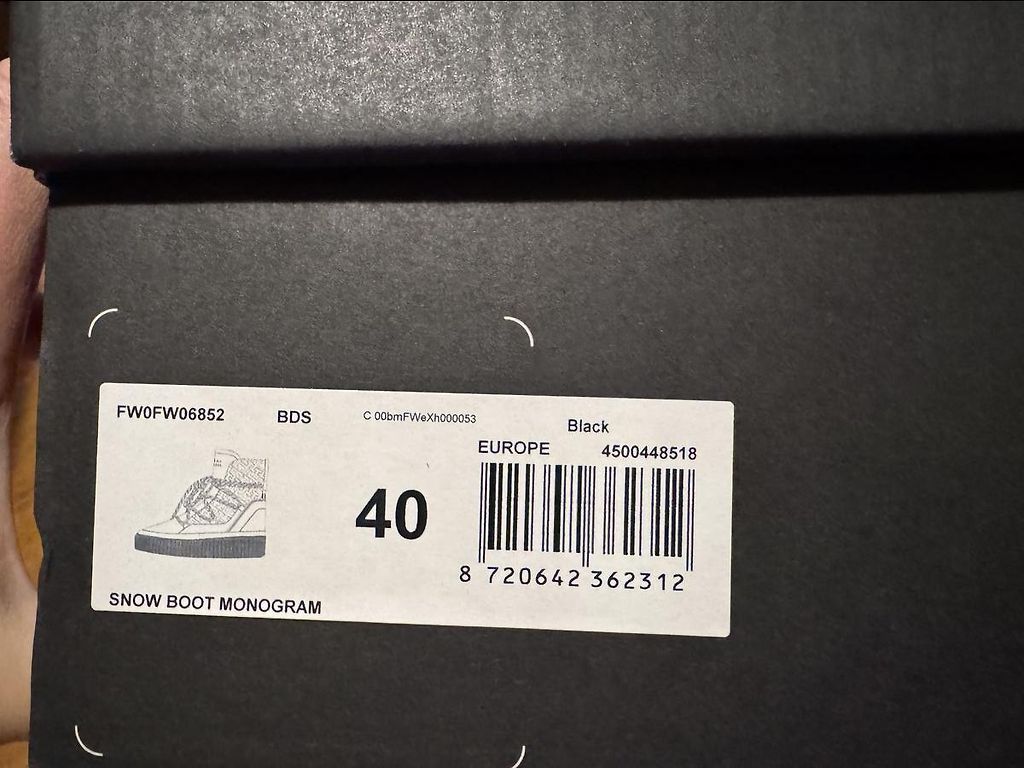 FW0FW06852 BDS C 00bmFWeXh000053 Black
EUROPE 4500448518
40
8 720642 362312
SNOW BOOT MONOGRAM